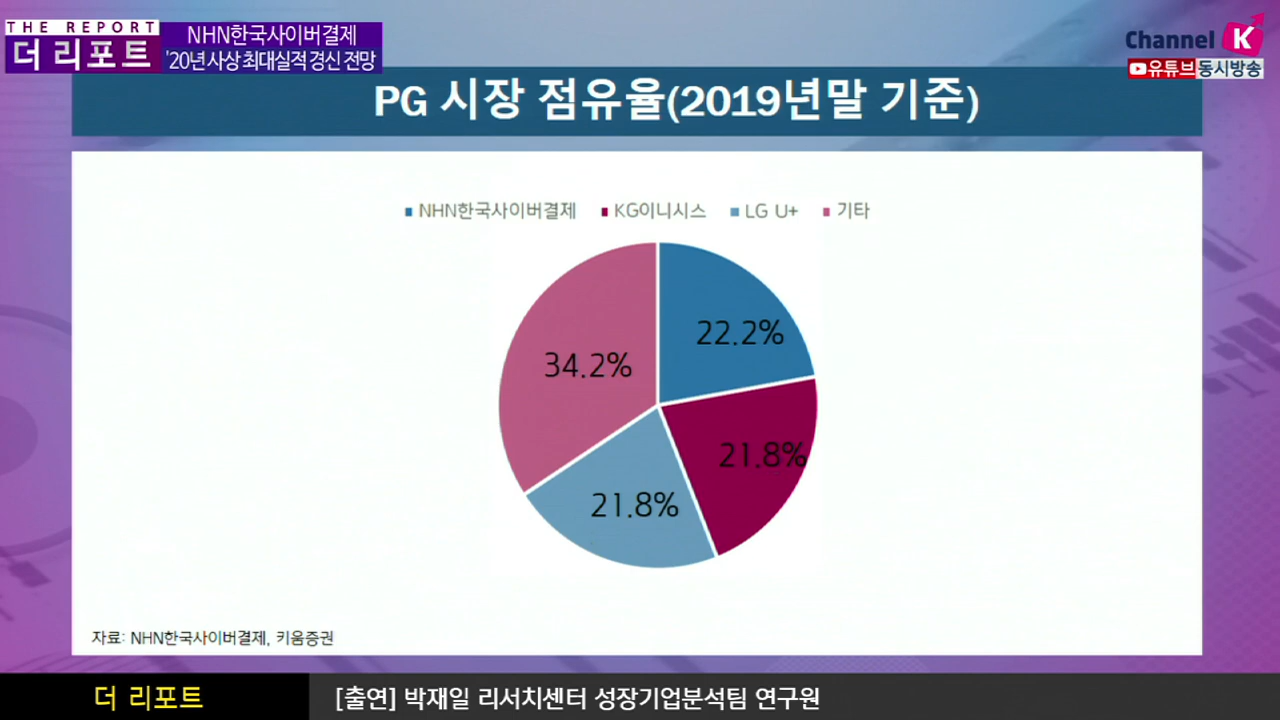 THE REPORT
더 리포트
NHN한국사이버결제
'20년 사상 최대실적 경신 전망
Channel K
유튜브동시방송
PG 시장 점유율(2019년말 기준)
NHN한국사이버결제 KG이니시스 LG U+ 기타
22.2%
34.2%
21.8%
21.8%
자료: NHN한국사이버결제, 키움증권
더 리포트
[출연] 박재일 리서치센터 성장기업분석팀 연구원